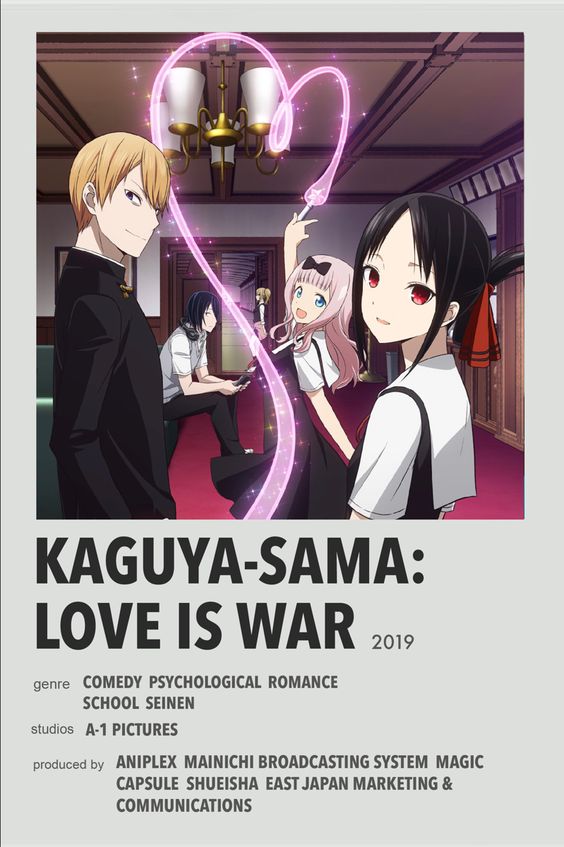 KAGUYA-SAMA:
LOVE IS WAR 2019
genre COMEDY PSYCHOLOGICAL ROMANCE
SCHOOL SEINEN
studios A-1 PICTURES
produced by ANIPLEX MAINICHI BROADCASTING SYSTEM MAGIC
CAPSULE SHUEISHA EAST JAPAN MARKETING &
COMMUNICATIONS